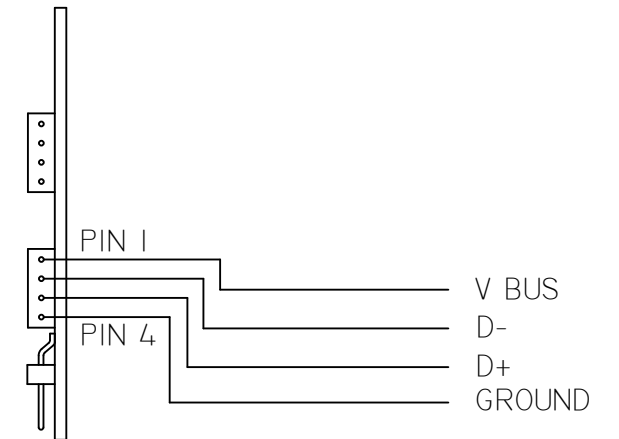 PIN 1
V BUS
D-
PIN 4
D+
GROUND